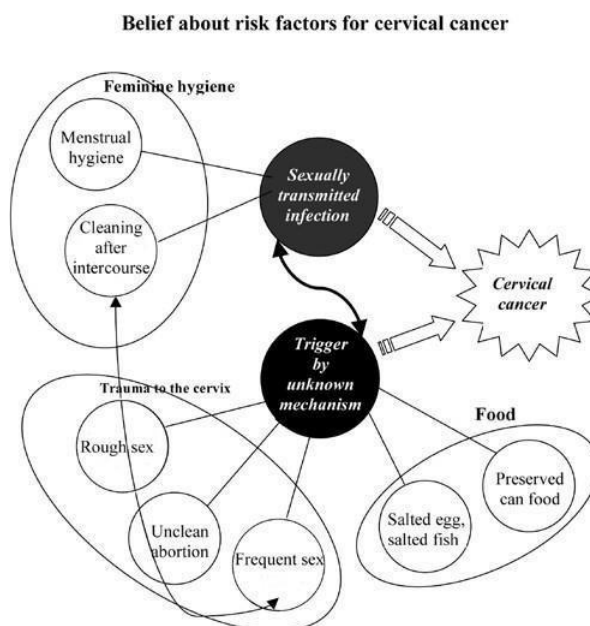 Belief about risk factors for cervical cancer
Feminine hygiene
Menstrual
hygiene
Cleaning
after
intercourse
Sexually
transmitted
infection
Cervical
cancer
Trigger
by
unknown
mechanism
Trauma to the cervix
Rough sex
Unclean
abortion
Frequent sex
Food
Salted egg,
salted fish
Preserved
can food